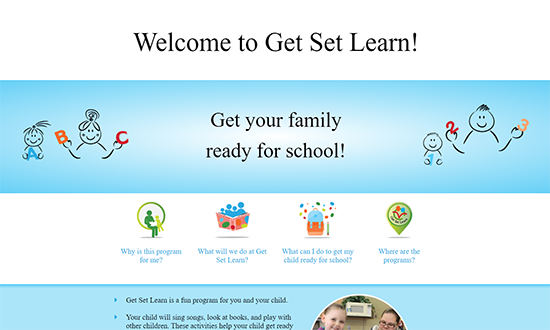 Welcome to Get Set Learn!
Get your family
ready for school!
A B C
1 2 3
Why is this program
for me?
What will we do at Get
Set Learn?
What can I do to get my
child ready for school?
Where are the
programs?
Get Set Learn is a fun program for you and your child.
Your child will sing songs, look at books, and play with
other children. These activities help your child get ready